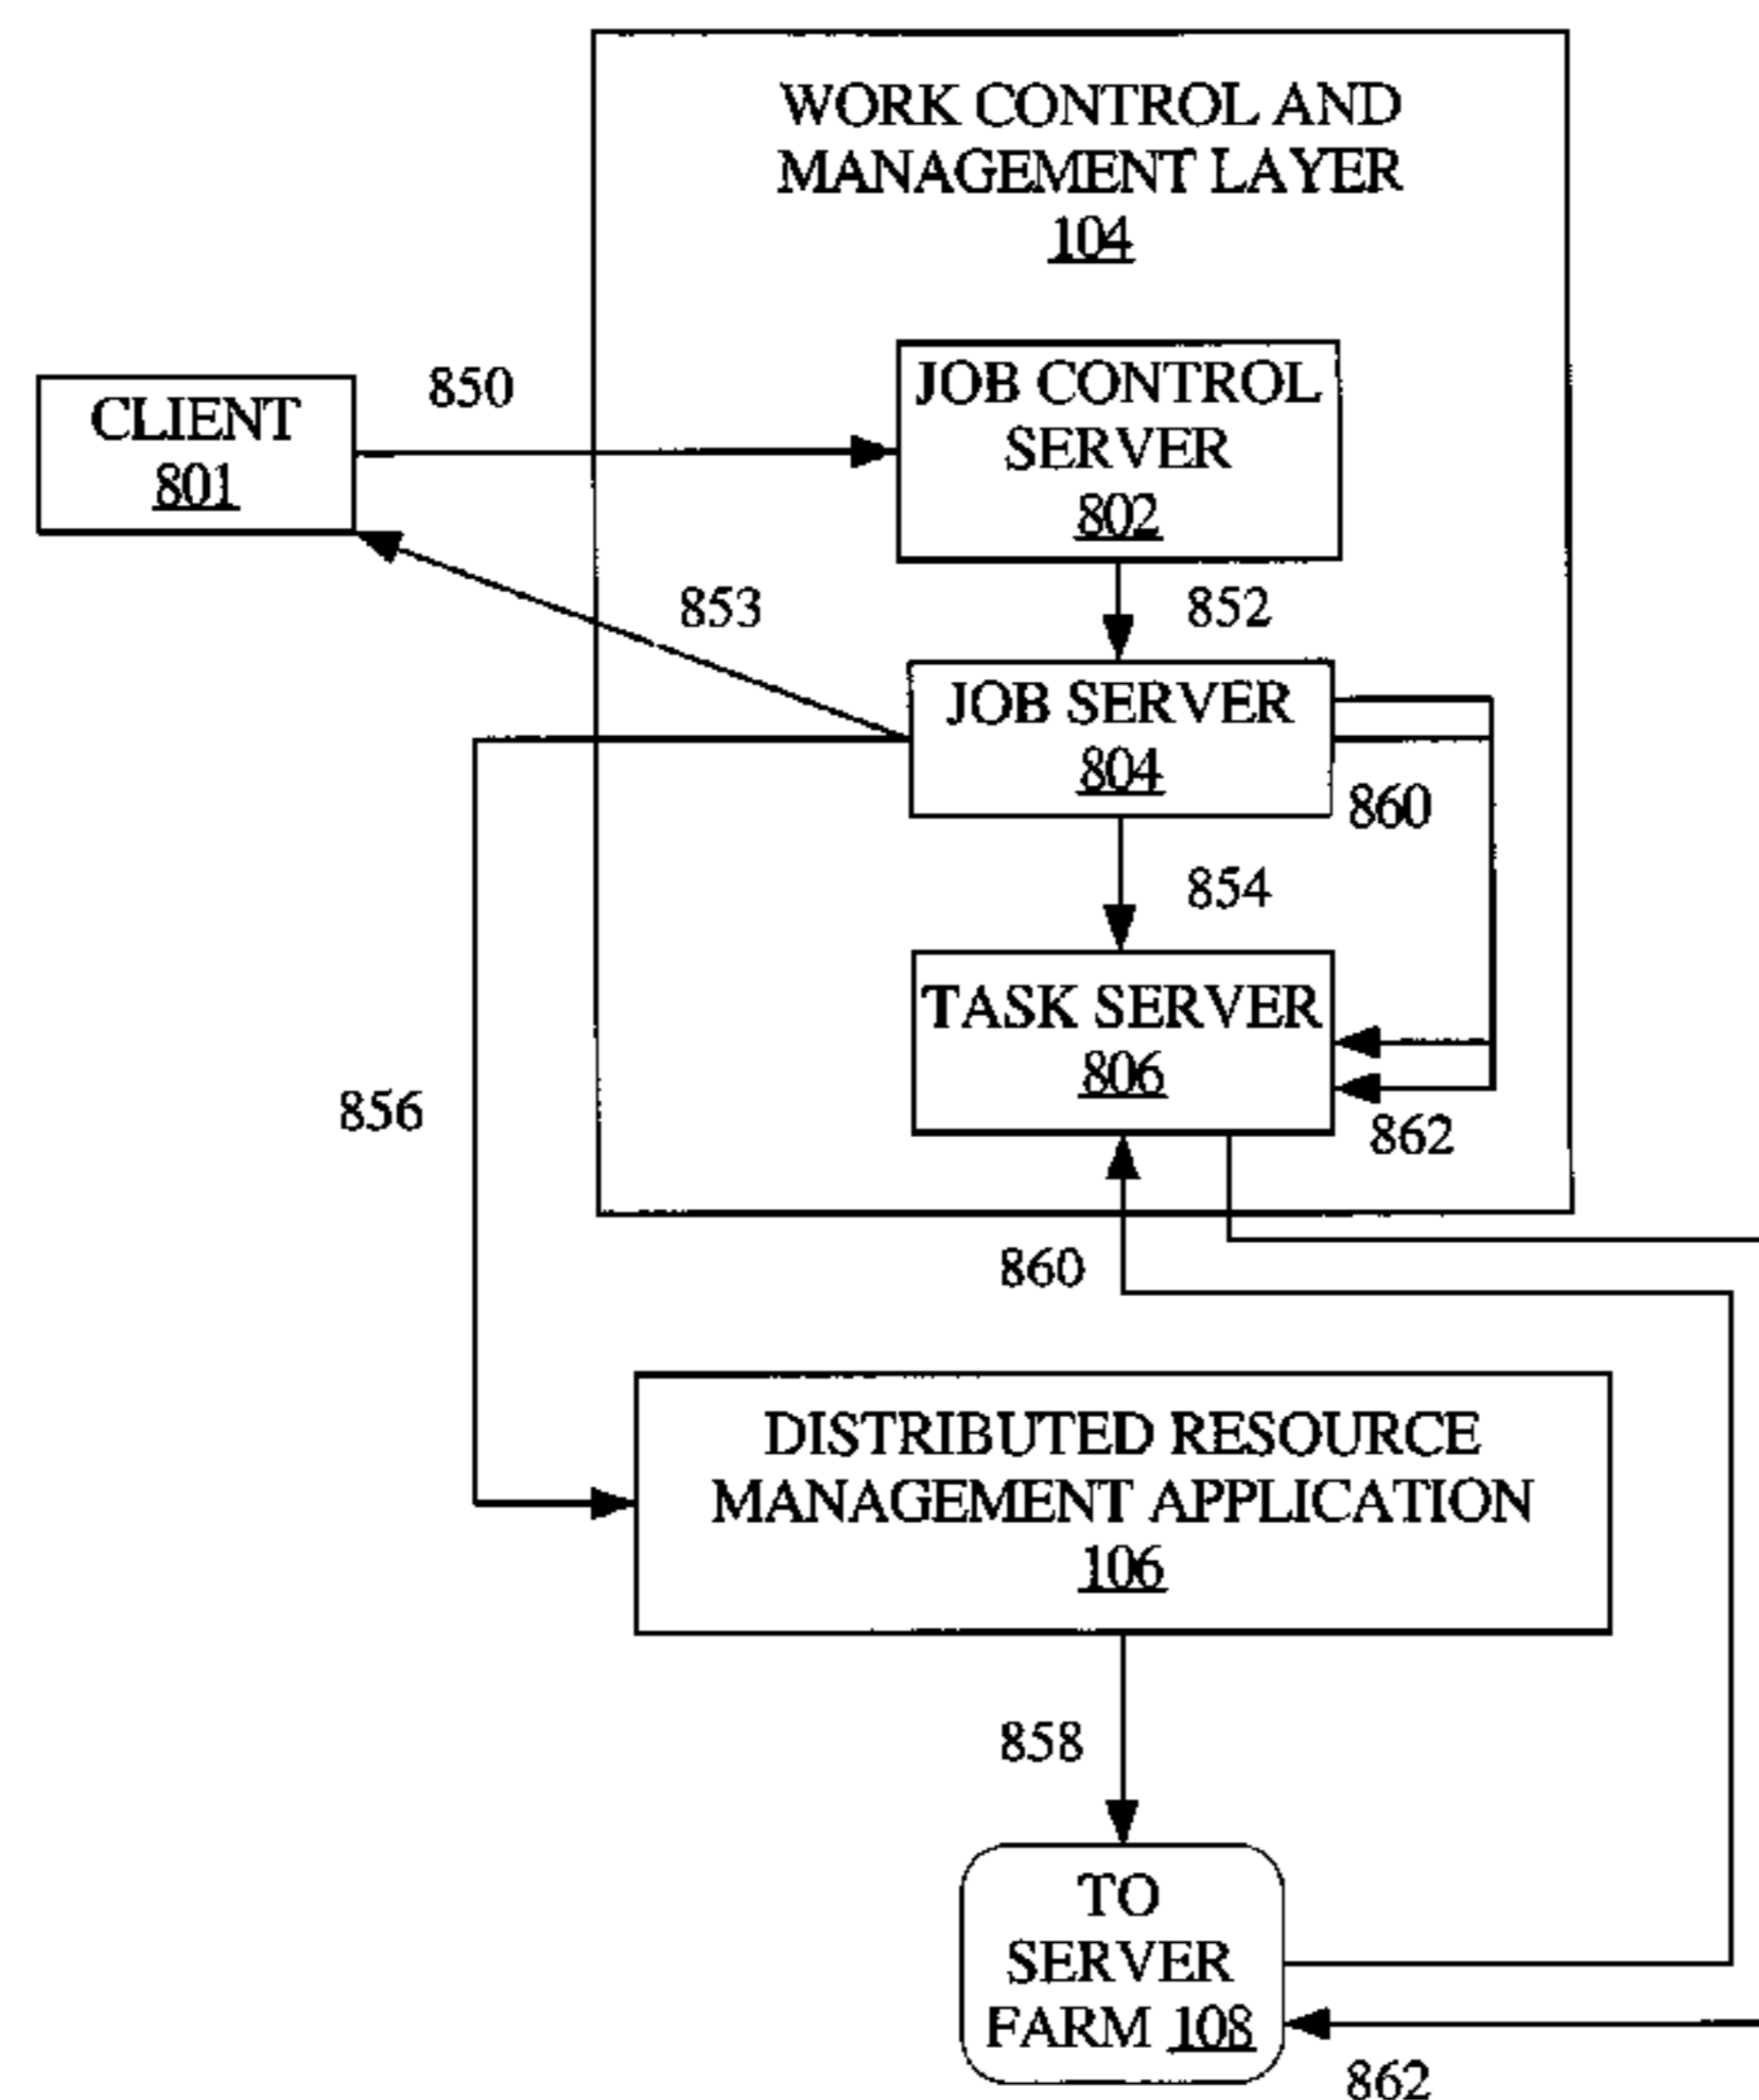 WORK CONTROL AND
MANAGEMENT LAYER
104
CLIENT
801
850
JOB CONTROL
SERVER
802
853
852
JOB SERVER
804
860
854
TASK SERVER
806
856
862
860
DISTRIBUTED RESOURCE
MANAGEMENT APPLICATION
106
858
TO
SERVER
FARM 108
862